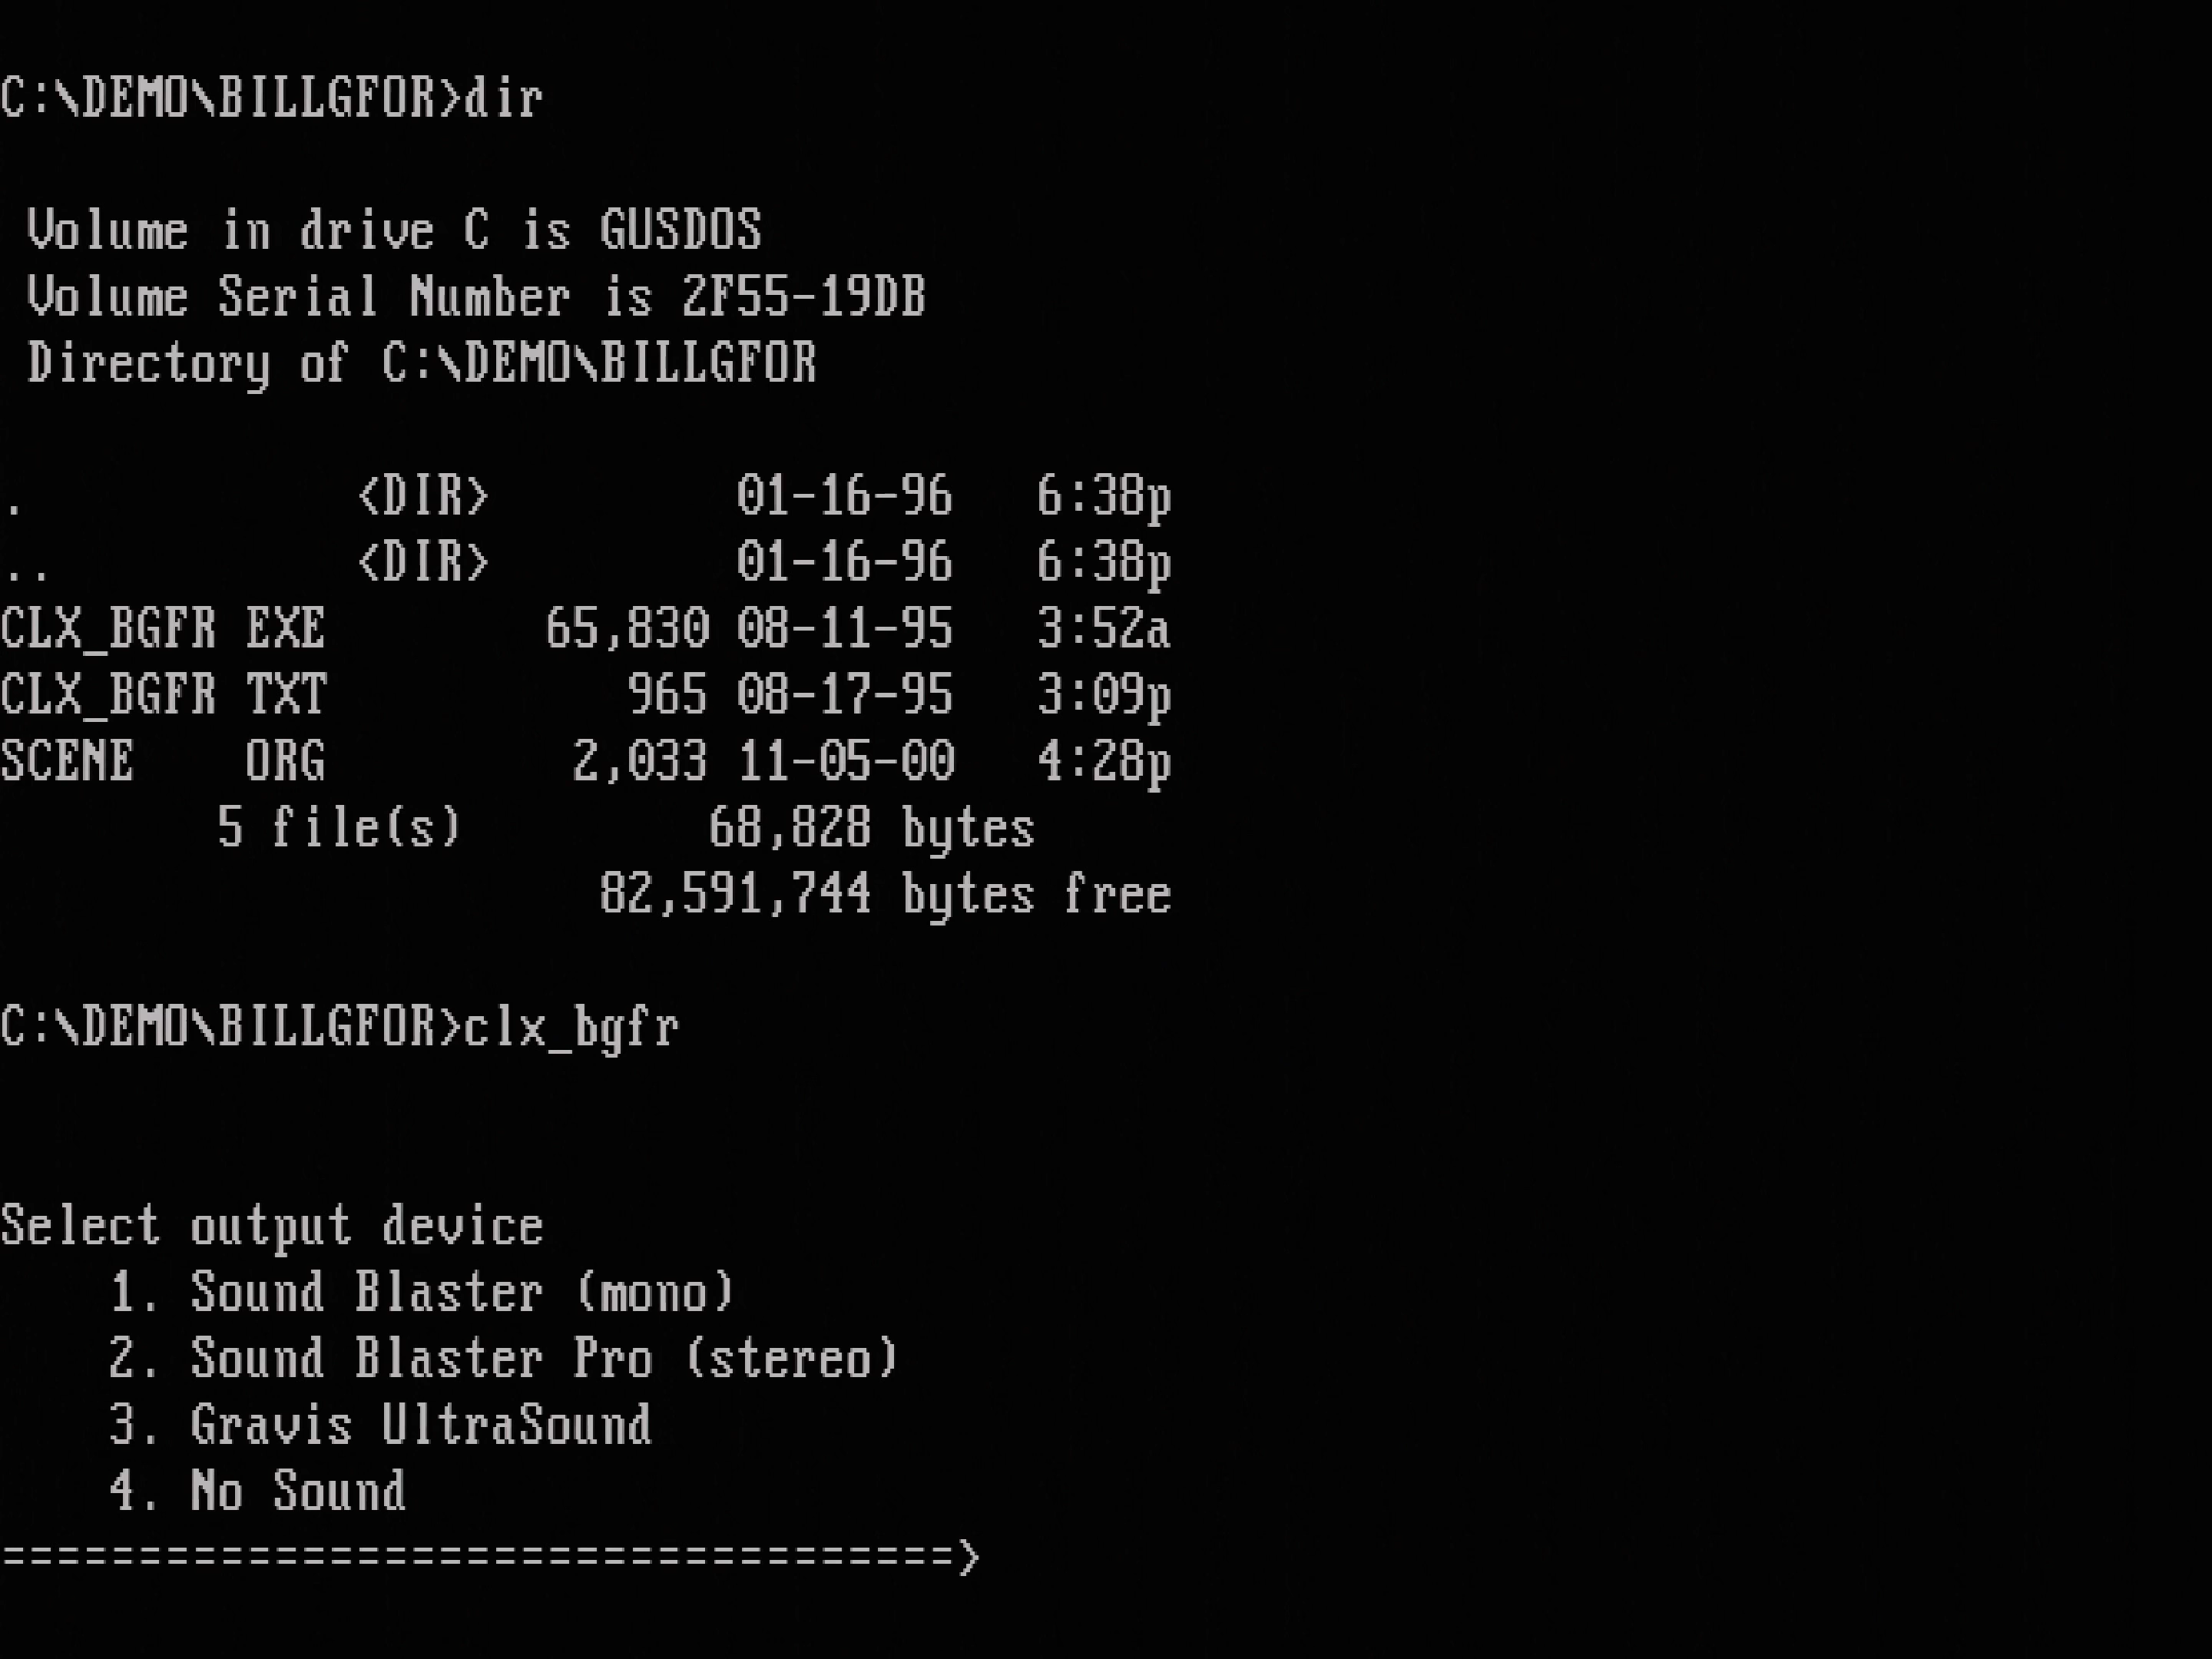 C:\DEMO\BILLGFOR>dir
Volume in drive C is GUSDOS
Volume Serial Number is 2F55-19DB
Directory of C:\DEMO\BILLGFOR
.            <DIR>         01-16-96   6:38p
..           <DIR>         01-16-96   6:38p
CLX_BGFR EXE        65,830 08-11-95   3:52a
CLX_BGFR TXT           965 08-17-95   3:09p
SCENE    ORG         2,033 11-05-00   4:28p
        5 file(s)         68,828 bytes
                      82,591,744 bytes free
C:\DEMO\BILLGFOR>clx_bgfr
Select output device
    1. Sound Blaster (mono)
    2. Sound Blaster Pro (stereo)
    3. Gravis UltraSound
    4. No Sound
===================================>